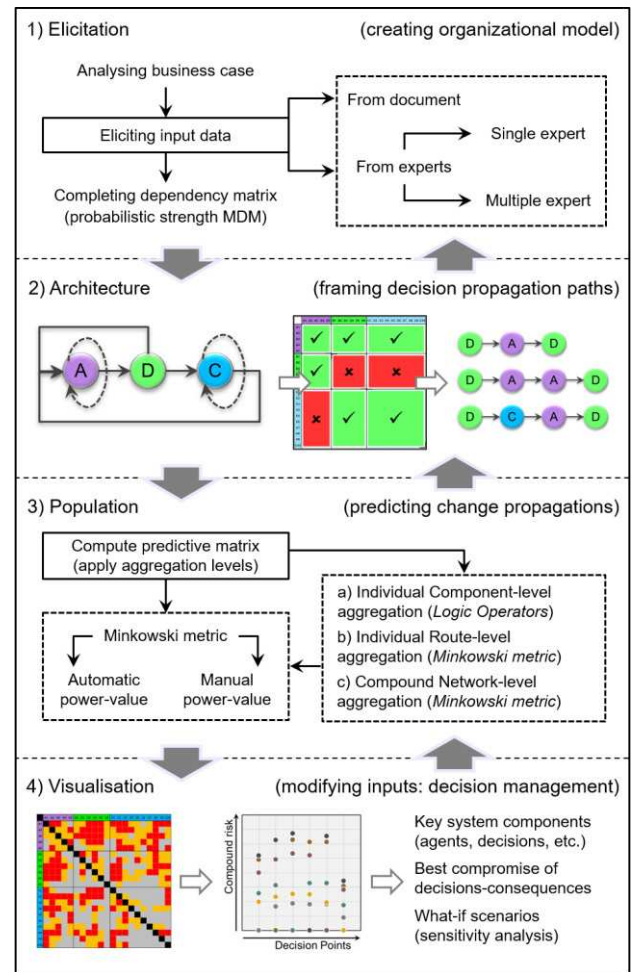 1) Elicitation (creating organizational model)
Analysing business case
Eliciting input data
Completing dependency matrix
(probabilistic strength MDM)
From document
From experts
Single expert
Multiple expert
2) Architecture (framing decision propagation paths)
A D C
✓ ✓ ✓
✓ ✗ ✗
✗ ✓ ✓
D A D
D A A D
D C A D
3) Population (predicting change propagations)
Compute predictive matrix
(apply aggregation levels)
Minkowski metric
Automatic
power-value
Manual
power-value
a) Individual Component-level
aggregation (Logic Operators)
b) Individual Route-level
aggregation (Minkowski metric)
c) Compound Network-level
aggregation (Minkowski metric)
4) Visualisation (modifying inputs: decision management)
Compound risk
Decision Points
Key system components
(agents, decisions, etc.)
Best compromise of
decisions-consequences
What-if scenarios
(sensitivity analysis)